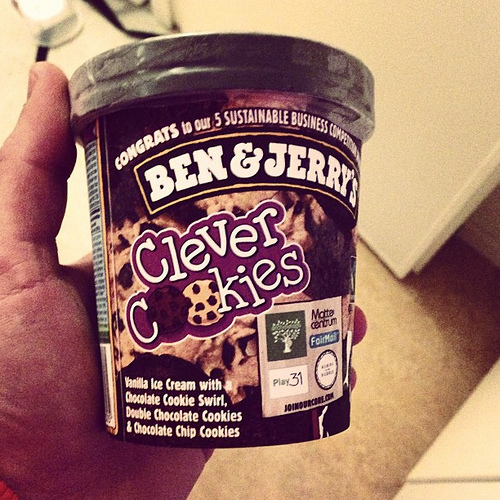 CONGRATS to our 5 SUSTAINABLE BUSINESS
BEN & JERRY'S
Clever
Cookies
Matte
centrum
FairMail
Play31
JOINOURCORE.COM
Vanilla Ice Cream with a
Chocolate Cookie Swirl,
Double Chocolate Cookies
& Chocolate Chip Cookies